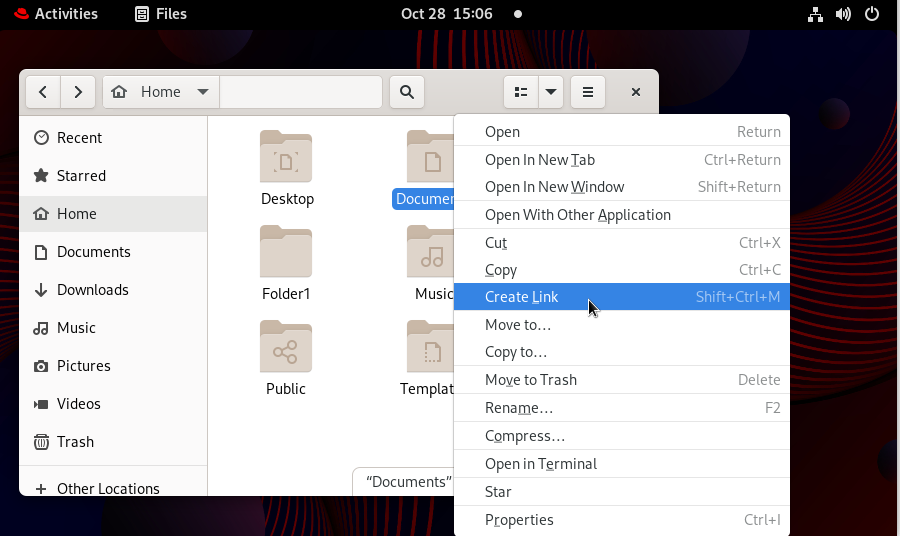 Activities
Files
Oct 28 15:06
Home
Recent
Starred
Home
Documents
Downloads
Music
Pictures
Videos
Trash
Other Locations
Desktop
Documen
Folder1
Music
Public
Templat
"Documents"
Open Return
Open In New Tab Ctrl+Return
Open In New Window Shift+Return
Open With Other Application
Cut Ctrl+X
Copy Ctrl+C
Create Link Shift+Ctrl+M
Move to…
Copy to…
Move to Trash Delete
Rename… F2
Compress…
Open in Terminal
Star
Properties Ctrl+I